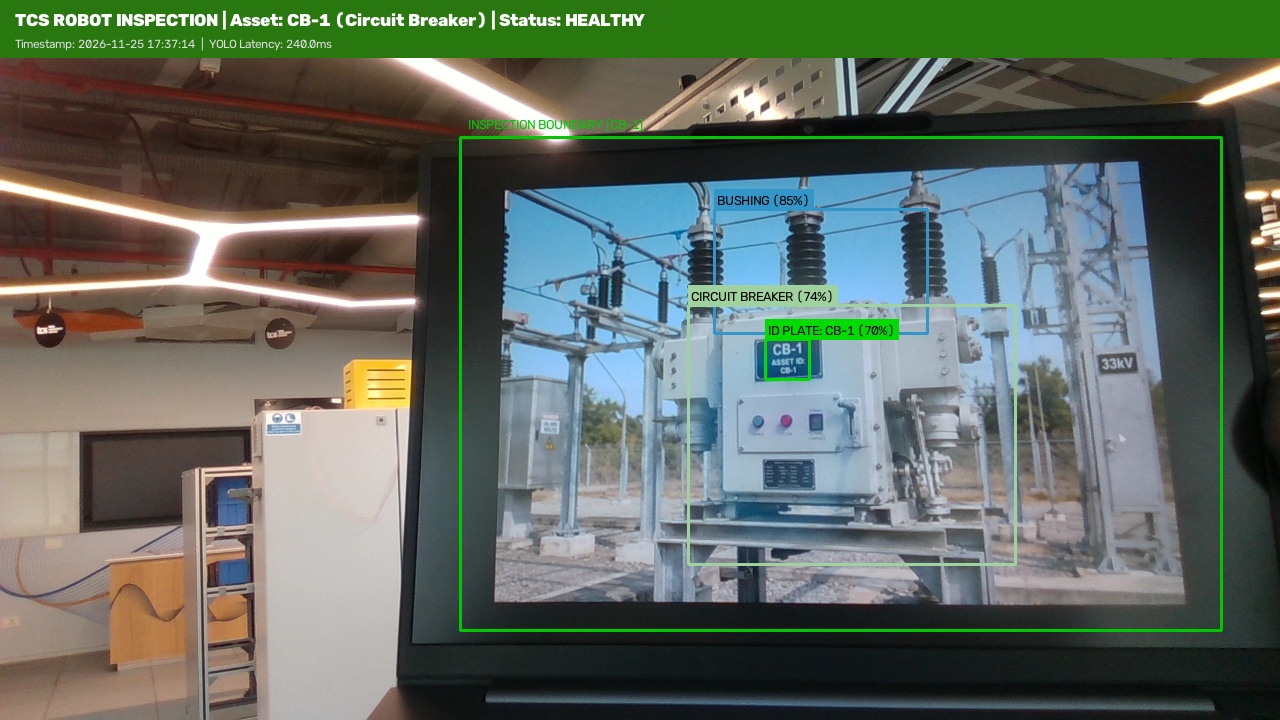 TCS ROBOT INSPECTION | Asset: CB-1 (Circuit Breaker) | Status: HEALTHY
Timestamp: 2026-11-25 17:37:14 | YOLO Latency: 240.0ms
INSPECTION BOUNDARY [CB-1]
BUSHING (85%)
CIRCUIT BREAKER (74%)
ID PLATE: CB-1 (70%)
CB-1
ASSET ID:
CB-1
33kV
tcs
tcs